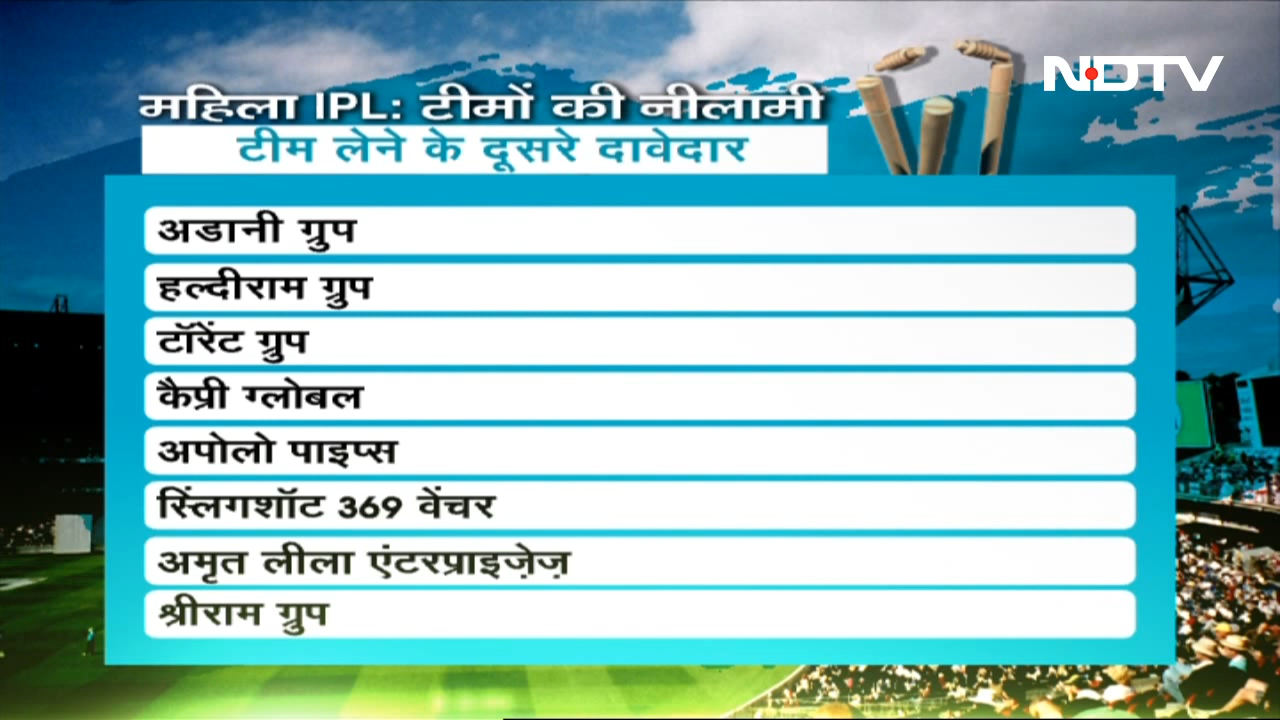 NDTV
महिला IPL: टीमों की नीलामी
टीम लेने के दूसरे दावेदार
अडानी ग्रुप
हल्दीराम ग्रुप
टॉरेंट ग्रुप
कैप्री ग्लोबल
अपोलो पाइप्स
स्लिंगशॉट 369 वेंचर
अमृत लीला एंटरप्राइज़ेज़
श्रीराम ग्रुप